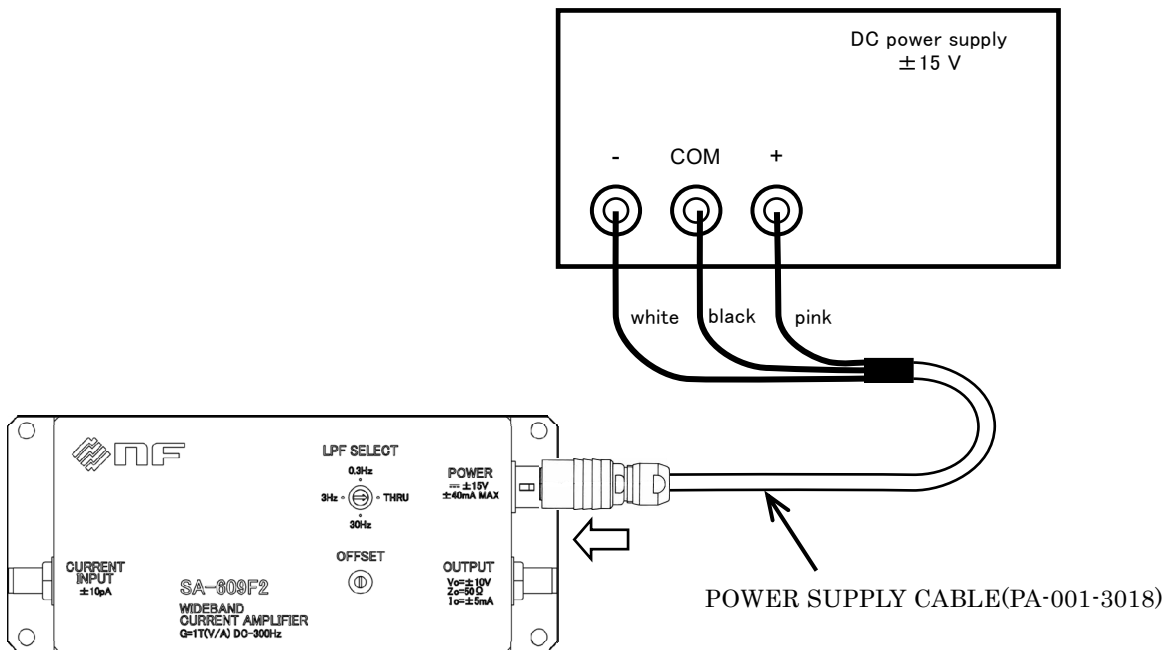 DC power supply
±15 V
- COM +
white black pink
NF
LPF SELECT
0.3Hz
3Hz THRU
30Hz
POWER
⎓ ±15V
±40mA MAX
CURRENT
INPUT
±10pA
OFFSET
OUTPUT
Vo=±10V
Zo=50Ω
Io=±5mA
SA-609F2
WIDEBAND
CURRENT AMPLIFIER
G=1T(V/A) DC-300Hz
POWER SUPPLY CABLE(PA-001-3018)